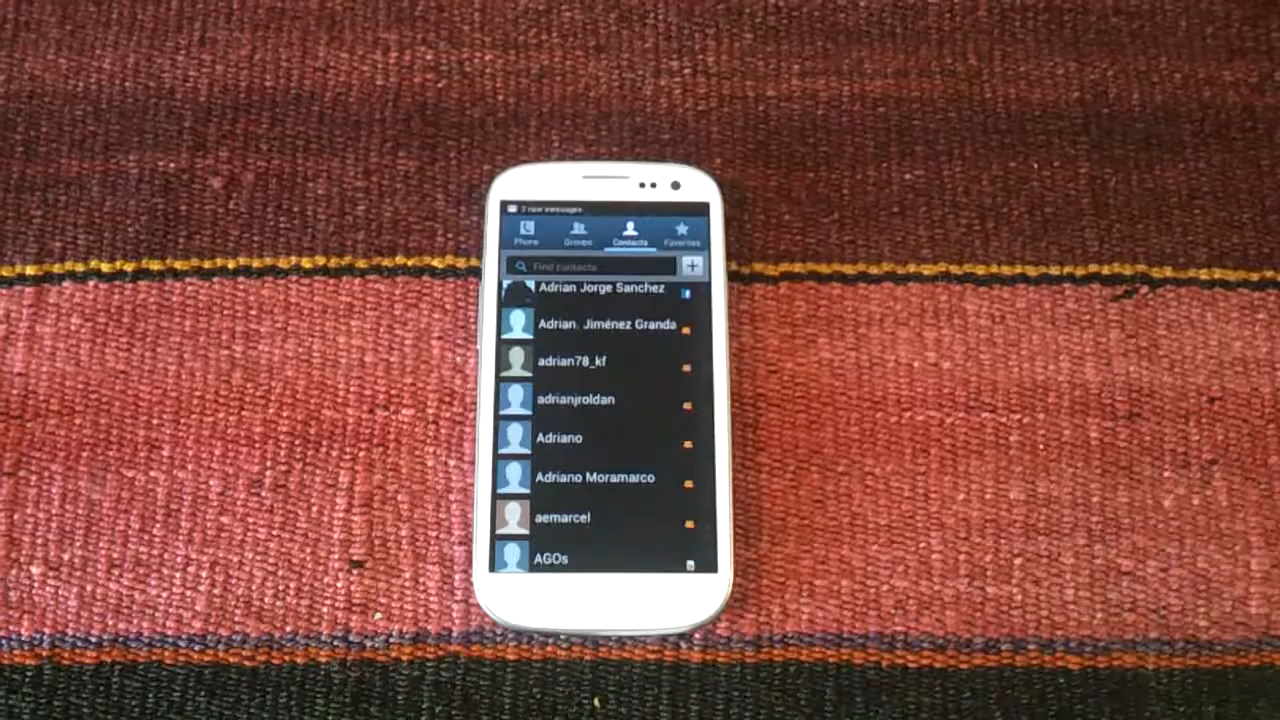 2 new messages
Phone Groups Contacts Favorites
Find contacts
Adrian Jorge Sanchez
Adrian. Jiménez Granda
adrian78_kf
adrianjroldan
Adriano
Adriano Moramarco
aemarcel
AGOs